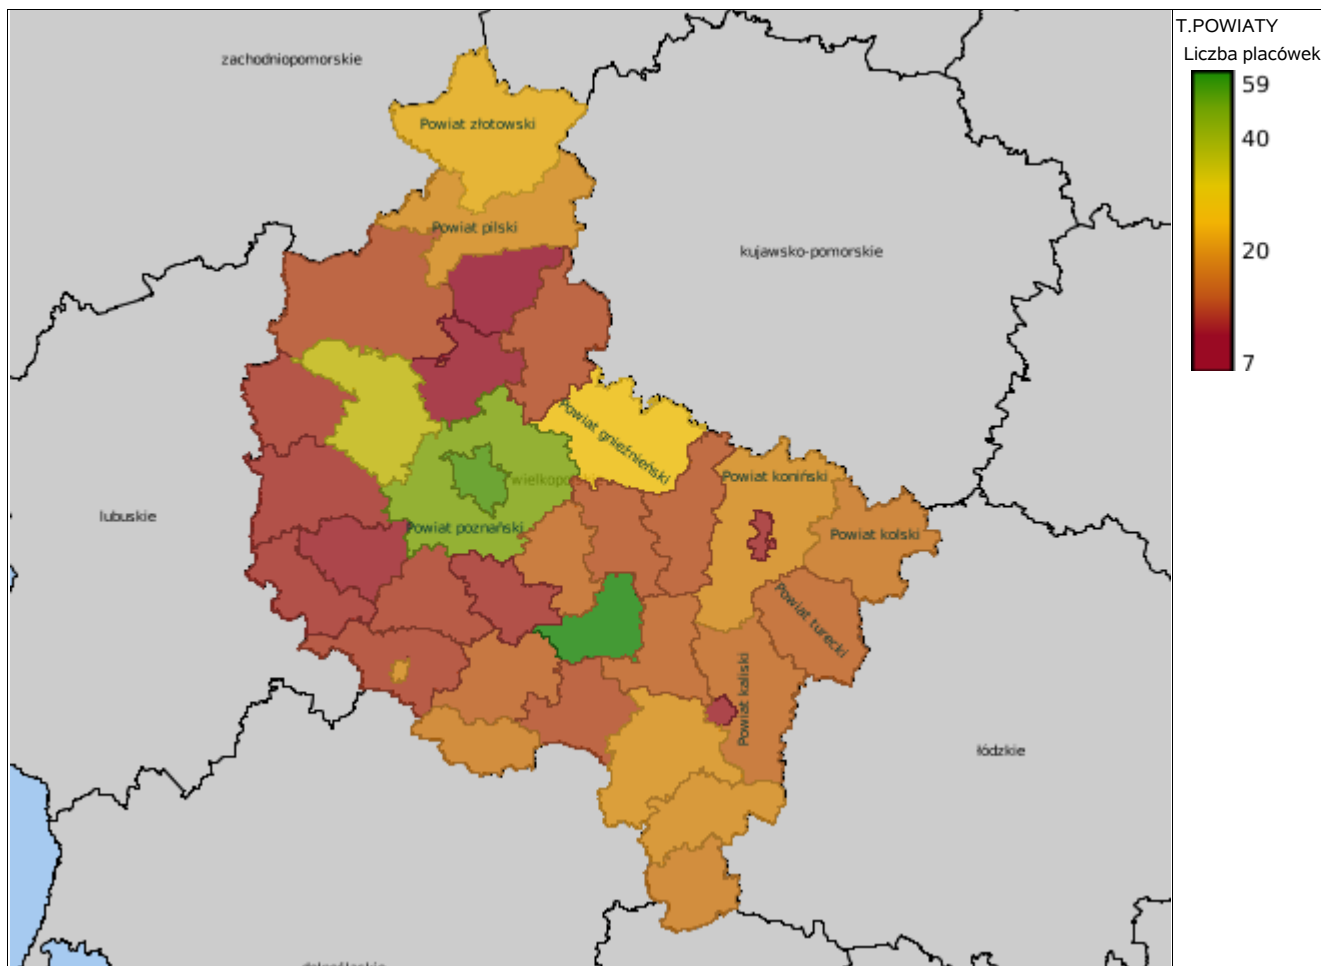 T.POWIATY
Liczba placówek
59
40
20
7
zachodniopomorskie
Powiat złotowski
Powiat pilski
kujawsko-pomorskie
Powiat gnieźnieński
wielkopolskie
Powiat koniński
lubuskie
Powiat poznański
Powiat kolski
Powiat turecki
Powiat kaliski
łódzkie